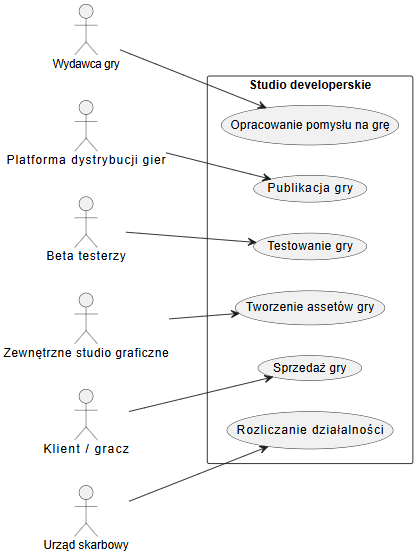 Wydawca gry
Studio developerskie
Opracowanie pomysłu na grę
Platforma dystrybucji gier
Publikacja gry
Beta testerzy
Testowanie gry
Zewnętrzne studio graficzne
Tworzenie assetów gry
Klient / gracz
Sprzedaż gry
Urząd skarbowy
Rozliczanie działalności